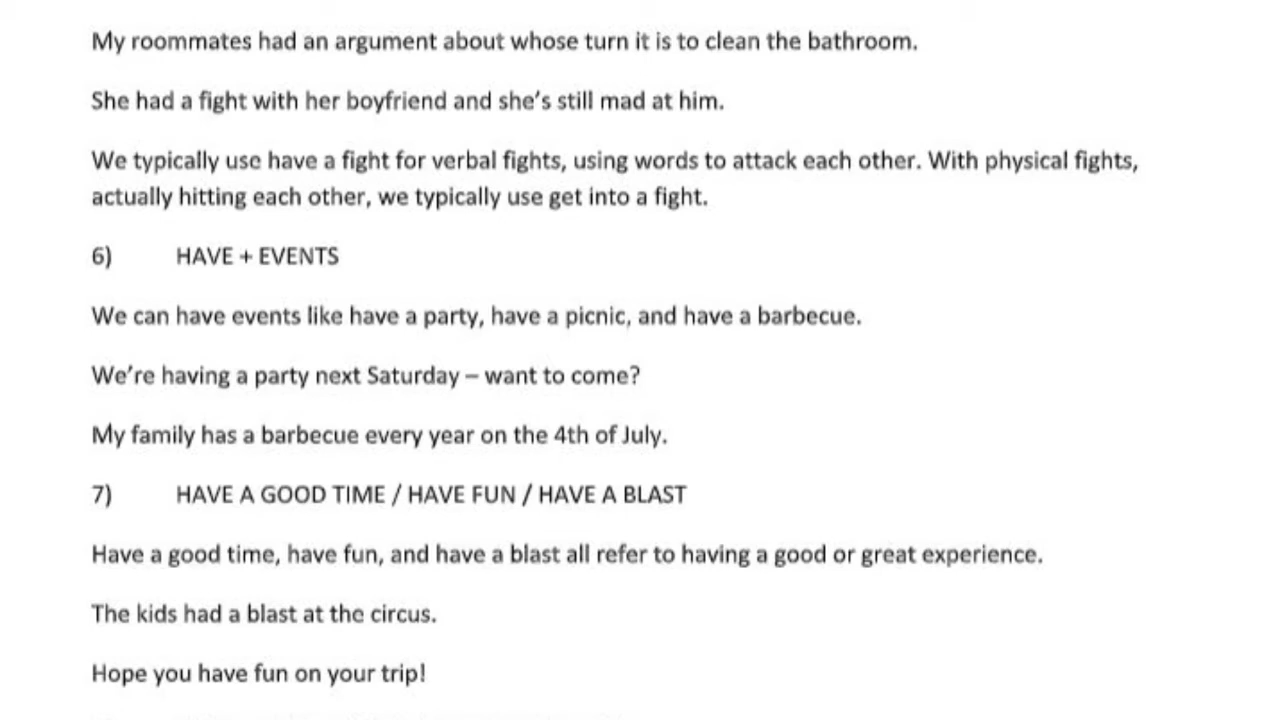 My roommates had an argument about whose turn it is to clean the bathroom.
She had a fight with her boyfriend and she’s still mad at him.
We typically use have a fight for verbal fights, using words to attack each other. With physical fights,
actually hitting each other, we typically use get into a fight.
6) HAVE + EVENTS
We can have events like have a party, have a picnic, and have a barbecue.
We’re having a party next Saturday – want to come?
My family has a barbecue every year on the 4th of July.
7) HAVE A GOOD TIME / HAVE FUN / HAVE A BLAST
Have a good time, have fun, and have a blast all refer to having a good or great experience.
The kids had a blast at the circus.
Hope you have fun on your trip!